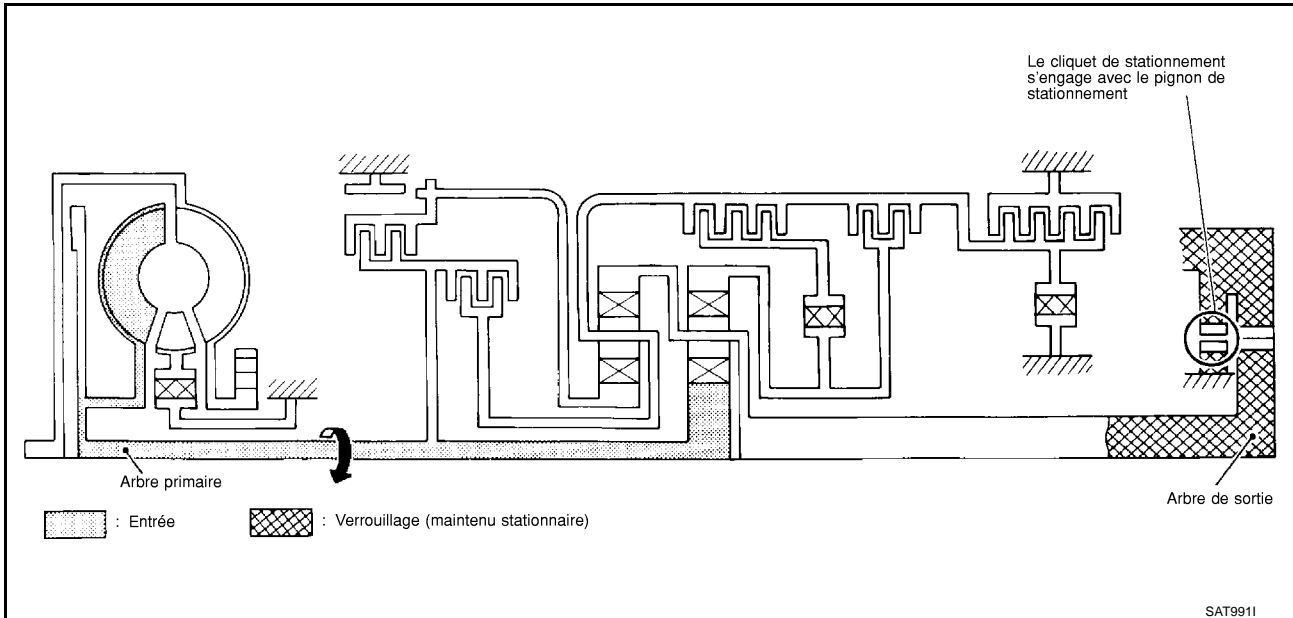 Le cliquet de stationnement
s'engage avec le pignon de
stationnement
Arbre primaire
Arbre de sortie
: Entrée
: Verrouillage (maintenu stationnaire)
SAT991I